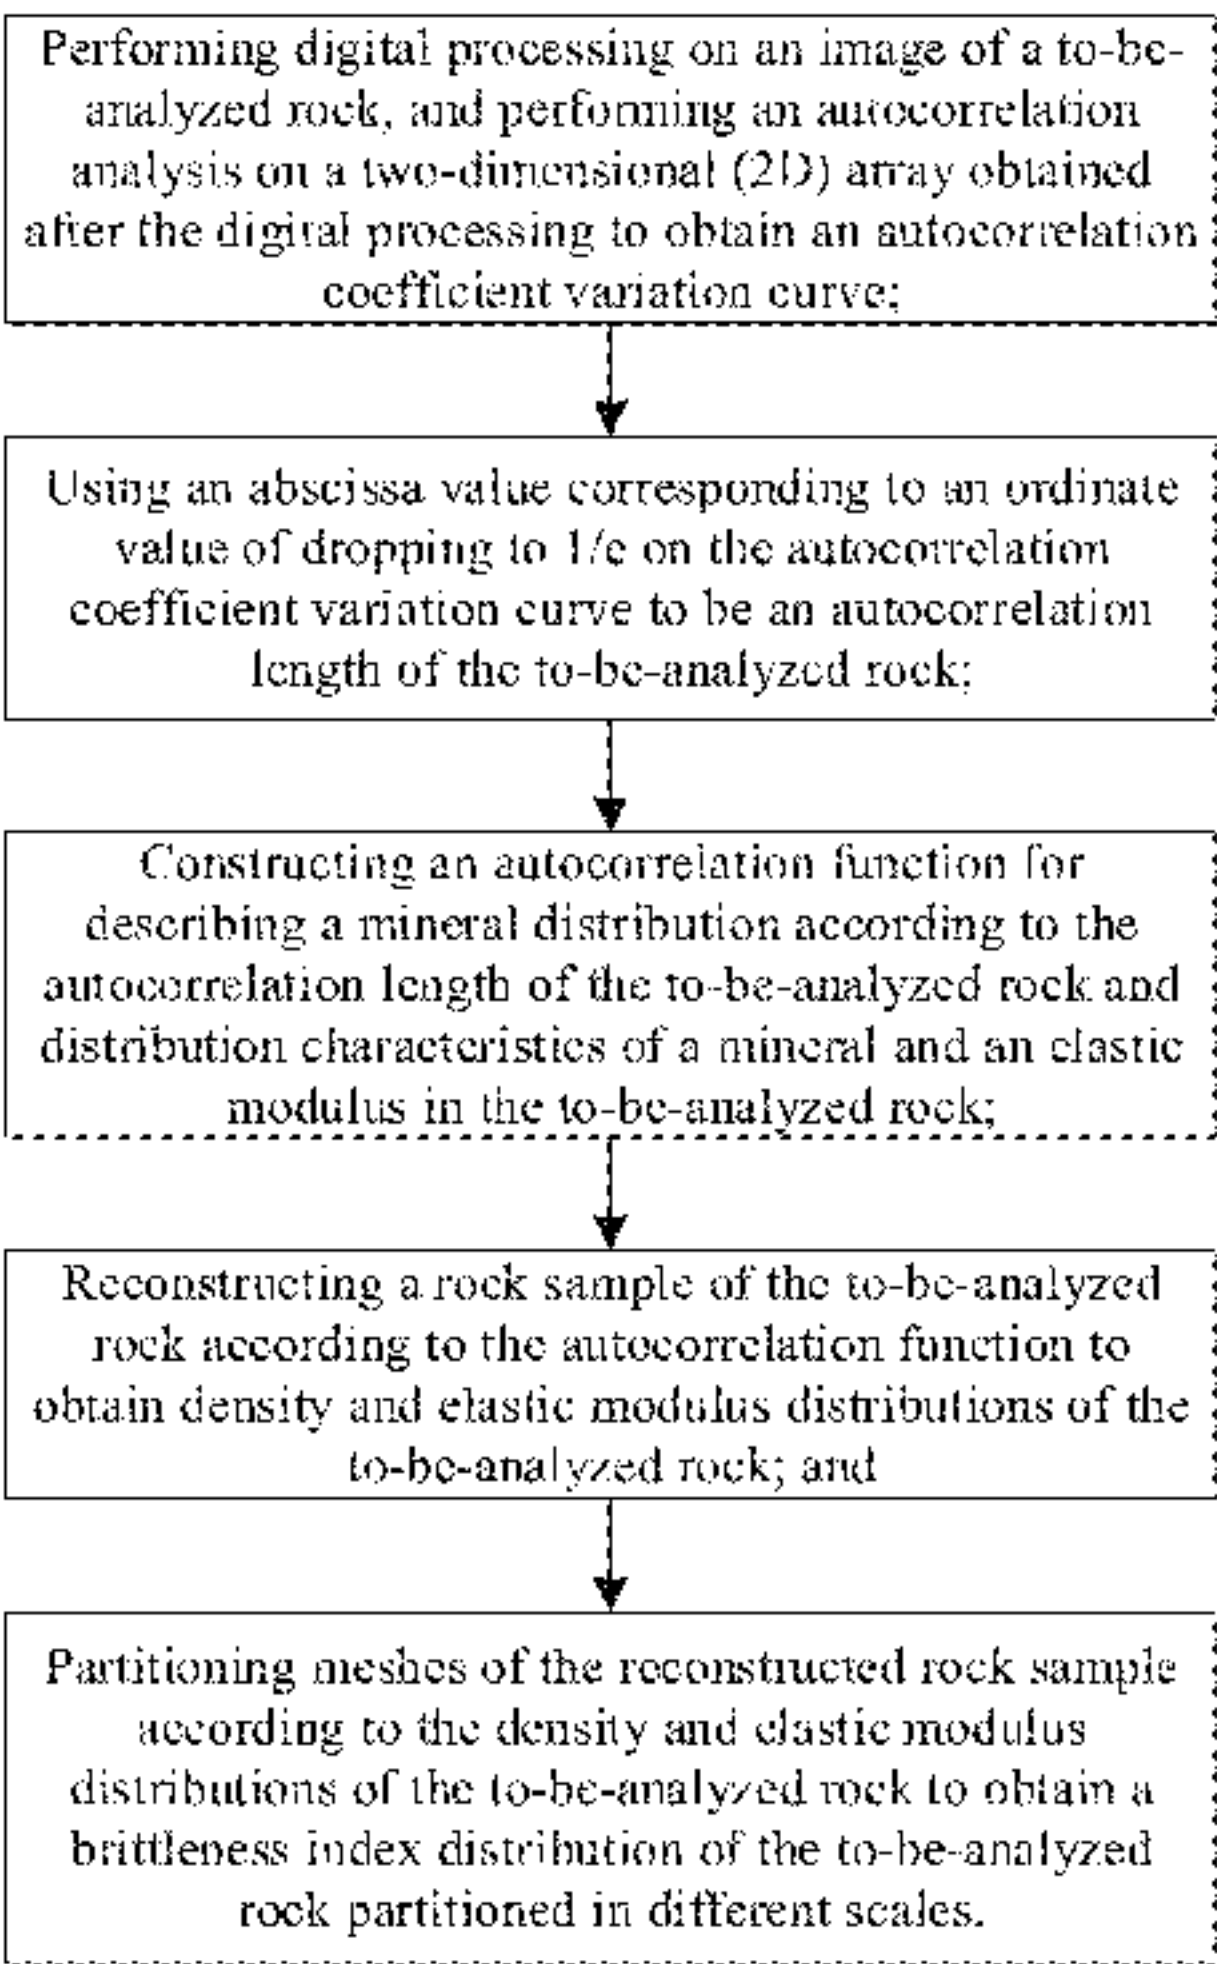 Performing digital processing on an image of a to-be-
analyzed rock, and performing an autocorrelation
analysis on a two-dimensional (2D) array obtained
after the digital processing to obtain an autocorrelation
coefficient variation curve;
Using an abscissa value corresponding to an ordinate
value of dropping to 1/e on the autocorrelation
coefficient variation curve to be an autocorrelation
length of the to-be-analyzed rock;
Constructing an autocorrelation function for
describing a mineral distribution according to the
autocorrelation length of the to-be-analyzed rock and
distribution characteristics of a mineral and an elastic
modulus in the to-be-analyzed rock;
Reconstructing a rock sample of the to-be-analyzed
rock according to the autocorrelation function to
obtain density and elastic modulus distributions of the
to-be-analyzed rock; and
Partitioning meshes of the reconstructed rock sample
according to the density and elastic modulus
distributions of the to-be-analyzed rock to obtain a
brittleness index distribution of the to-be-analyzed
rock partitioned in different scales.